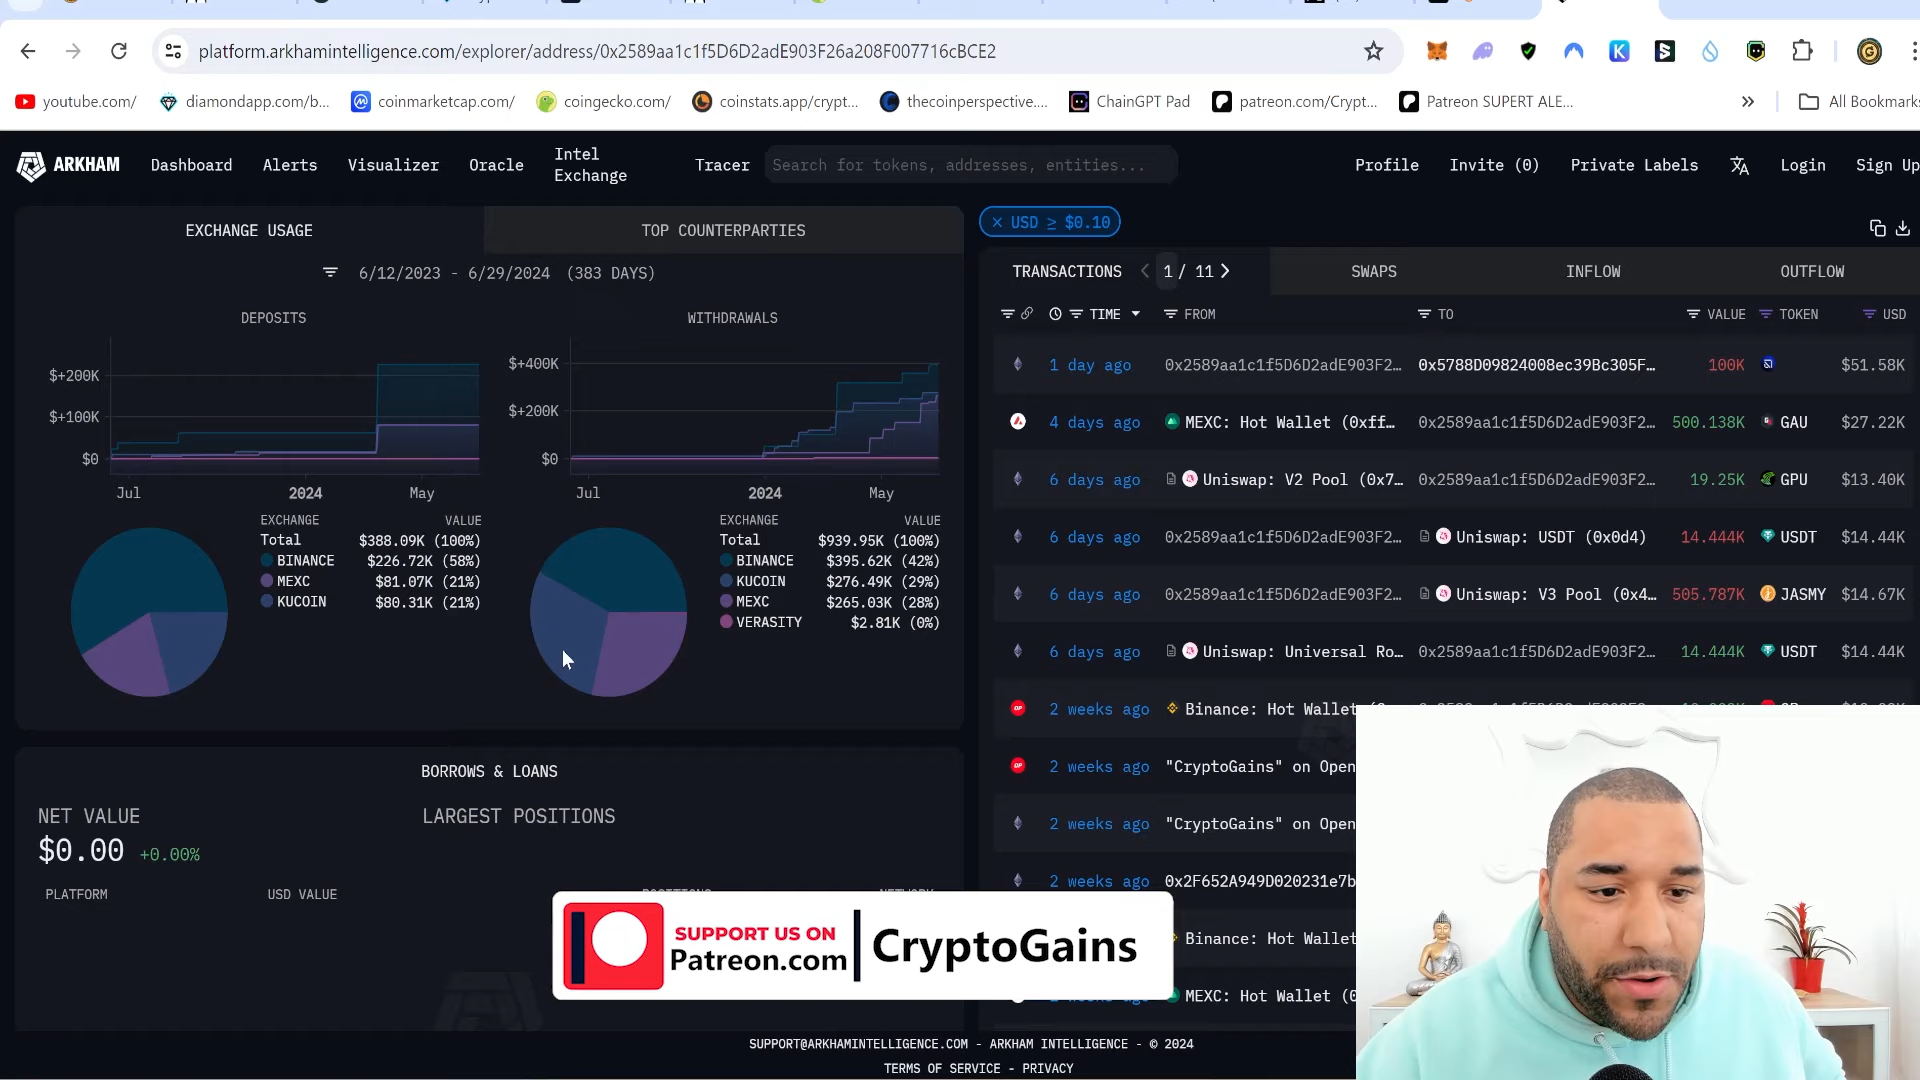 platform.arkhamintelligence.com/explorer/address/0x2589aa1c1f5D6D2adE903F26a208F007716cBCE2
youtube.com/ diamondapp.com/b... coinmarketcap.com/ coingecko.com/ coinstats.app/crypt... thecoinperspective.... ChainGPT Pad patreon.com/Crypt... Patreon SUPERT ALE... » All Bookmarks
ARKHAM Dashboard Alerts Visualizer Oracle Intel Exchange Tracer Search for tokens, addresses, entities... Profile Invite (0) Private Labels Login Sign Up
EXCHANGE USAGE TOP COUNTERPARTIES
6/12/2023 - 6/29/2024 (383 DAYS)
DEPOSITS WITHDRAWALS
$+200K
$+100K
$0
Jul 2024 May
$+400K
$+200K
$0
Jul 2024 May
EXCHANGE VALUE
Total $388.09K (100%)
BINANCE $226.72K (58%)
MEXC $81.07K (21%)
KUCOIN $80.31K (21%)
EXCHANGE VALUE
Total $939.95K (100%)
BINANCE $395.62K (42%)
KUCOIN $276.49K (29%)
MEXC $265.03K (28%)
VERASITY $2.81K (0%)
BORROWS & LOANS
NET VALUE LARGEST POSITIONS
$0.00 +0.00%
PLATFORM USD VALUE
× USD ≥ $0.10
TRANSACTIONS 1 / 11 SWAPS INFLOW OUTFLOW
TIME FROM TO VALUE TOKEN USD
1 day ago 0x2589aa1c1f5D6D2adE903F2... 0x5788D09824008ec39Bc305F... 100K $51.58K
4 days ago MEXC: Hot Wallet (0xff... 0x2589aa1c1f5D6D2adE903F2... 500.138K GAU $27.22K
6 days ago Uniswap: V2 Pool (0x7... 0x2589aa1c1f5D6D2adE903F2... 19.25K GPU $13.40K
6 days ago 0x2589aa1c1f5D6D2adE903F2... Uniswap: USDT (0x0d4) 14.444K USDT $14.44K
6 days ago 0x2589aa1c1f5D6D2adE903F2... Uniswap: V3 Pool (0x4... 505.787K JASMY $14.67K
6 days ago Uniswap: Universal Ro... 0x2589aa1c1f5D6D2adE903F2... 14.444K USDT $14.44K
2 weeks ago Binance: Hot Wallet
2 weeks ago "CryptoGains" on Open
2 weeks ago "CryptoGains" on Open
2 weeks ago 0x2F652A949D020231e7b
Binance: Hot Wallet
MEXC: Hot Wallet (0
SUPPORT US ON
Patreon.com
CryptoGains
SUPPORT@ARKHAMINTELLIGENCE.COM - ARKHAM INTELLIGENCE - © 2024
TERMS OF SERVICE - PRIVACY